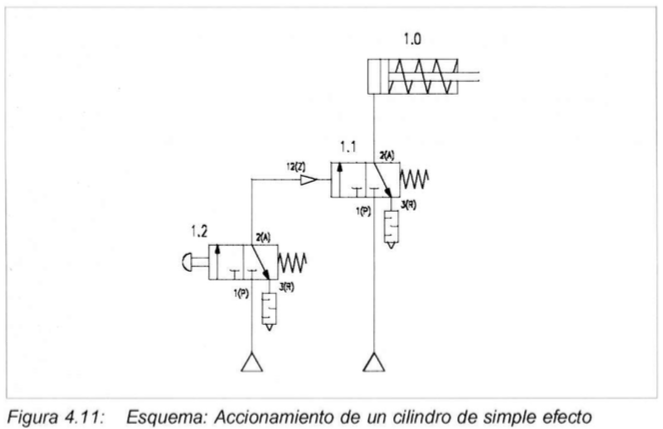 1.0
1.1
2(A)
12(Z)
1(P)
3(R)
1.2
2(A)
1(P)
3(R)
Figura 4.11: Esquema: Accionamiento de un cilindro de simple efecto